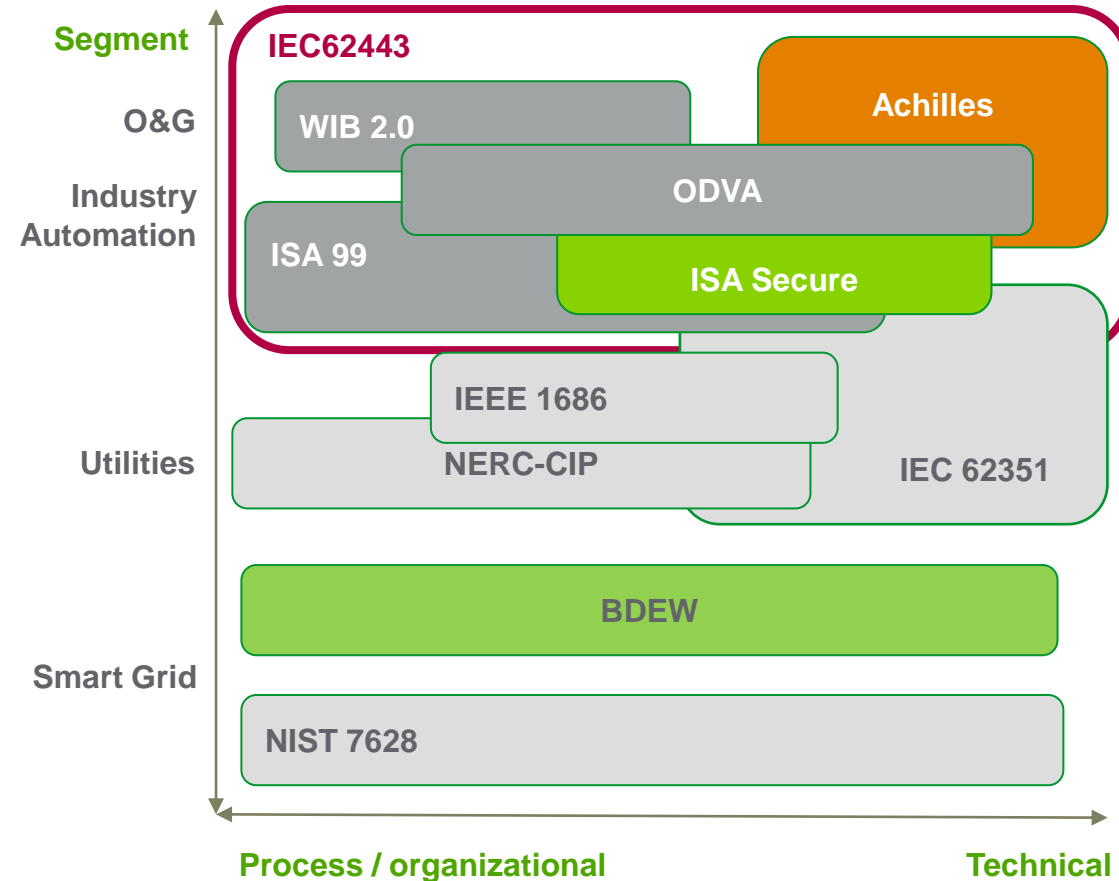 Segment
IEC62443
O&G
WIB 2.0
Achilles
Industry
Automation
ODVA
ISA 99
ISA Secure
IEEE 1686
Utilities
NERC-CIP
IEC 62351
BDEW
Smart Grid
NIST 7628
Process / organizational
Technical